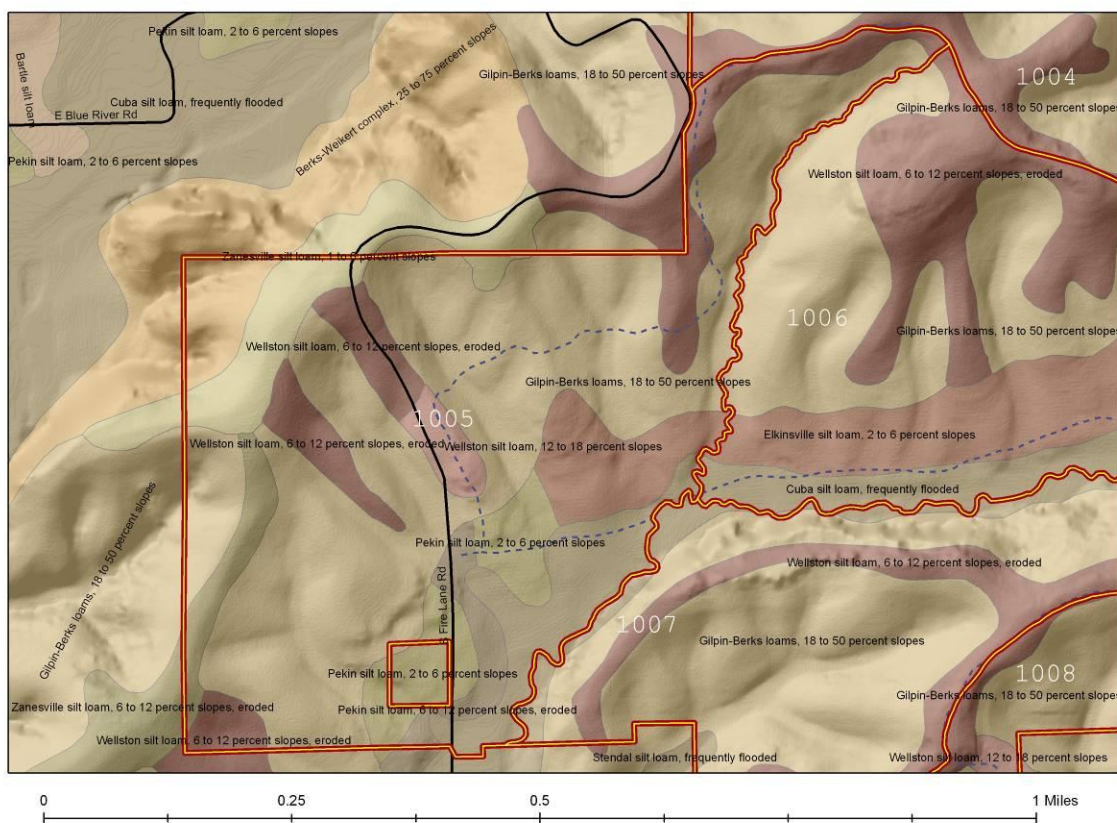 Pekin silt loam, 2 to 6 percent slopes
Bartle silt loam
Berks-Weikert complex, 25 to 75 percent slopes
Gilpin-Berks loams, 18 to 50 percent slopes
1004
Cuba silt loam, frequently flooded
Gilpin-Berks loams, 18 to 50 percent slopes
E Blue River Rd
Pekin silt loam, 2 to 6 percent slopes
Wellston silt loam, 6 to 12 percent slopes, eroded
Zanesville silt loam, 1 to 6 percent slopes
1006
Gilpin-Berks loams, 18 to 50 percent slopes
Wellston silt loam, 6 to 12 percent slopes, eroded
Gilpin-Berks loams, 18 to 50 percent slopes
1005
Elkinsville silt loam, 2 to 6 percent slopes
Wellston silt loam, 6 to 12 percent slopes, eroded
Wellston silt loam, 12 to 18 percent slopes
Cuba silt loam, frequently flooded
Gilpin-Berks loams, 18 to 50 percent slopes
Pekin silt loam, 2 to 6 percent slopes
Wellston silt loam, 6 to 12 percent slopes, eroded
S Fire Lane Rd
1007
Gilpin-Berks loams, 18 to 50 percent slopes
Pekin silt loam, 2 to 6 percent slopes
1008
Gilpin-Berks loams, 18 to 50 percent slopes
Zanesville silt loam, 6 to 12 percent slopes, eroded
Pekin silt loam, 6 to 12 percent slopes, eroded
Wellston silt loam, 6 to 12 percent slopes, eroded
Stendal silt loam, frequently flooded
Wellston silt loam, 12 to 18 percent slopes
0 0.25 0.5 1 Miles